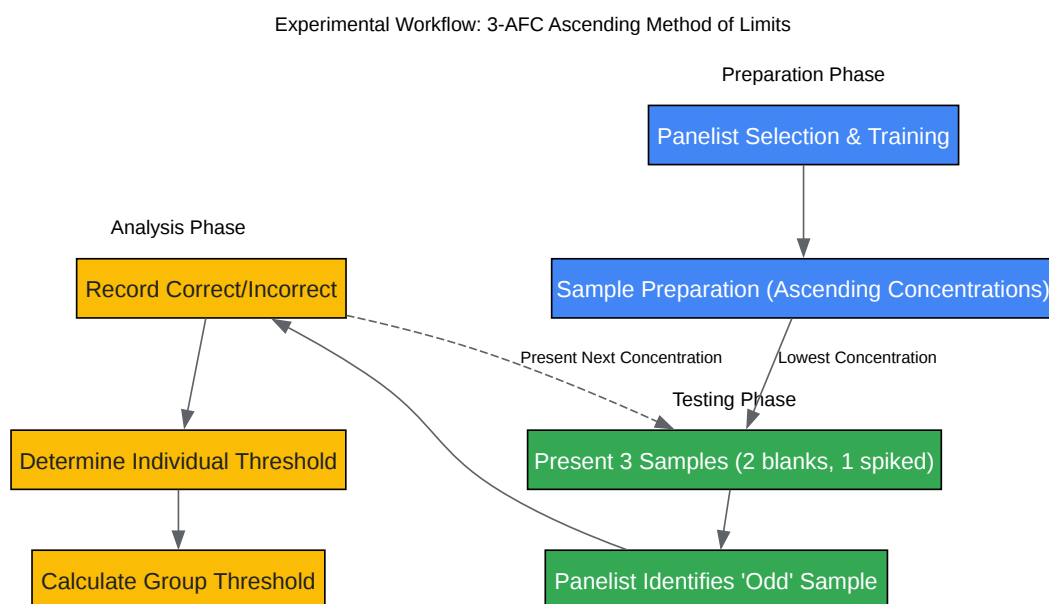 Experimental Workflow: 3-AFC Ascending Method of Limits
Preparation Phase
Panelist Selection & Training
Sample Preparation (Ascending Concentrations)
Lowest Concentration
Testing Phase
Present 3 Samples (2 blanks, 1 spiked)
Panelist Identifies 'Odd' Sample
Analysis Phase
Record Correct/Incorrect
Present Next Concentration
Determine Individual Threshold
Calculate Group Threshold